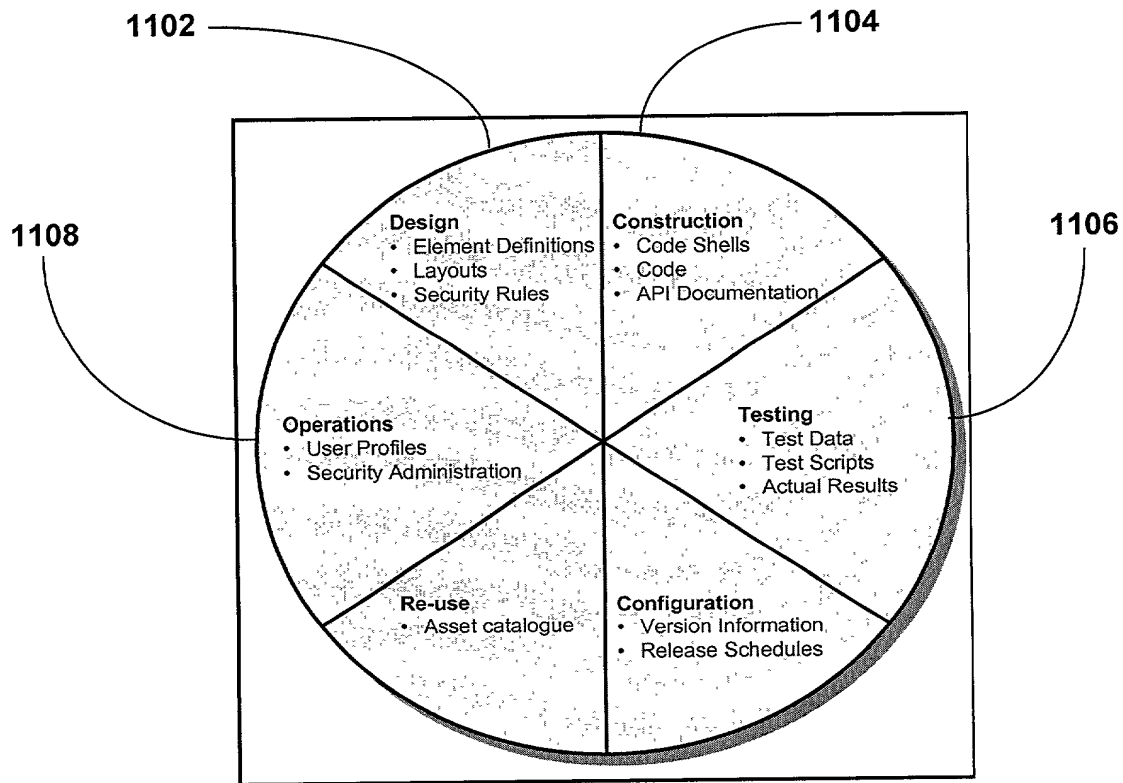 1102
1104
1108
1106
Design
• Element Definitions
• Layouts
• Security Rules
Construction
• Code Shells
• Code
• API Documentation
Operations
• User Profiles
• Security Administration
Testing
• Test Data
• Test Scripts
• Actual Results
Re-use
• Asset catalogue
Configuration
• Version Information
• Release Schedules